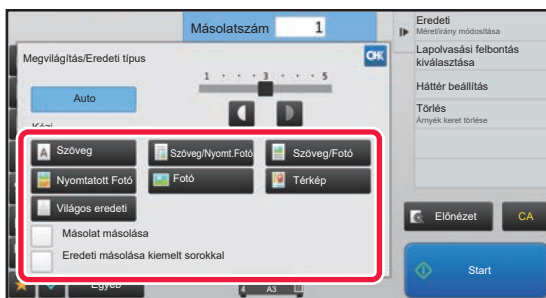 Másolatszám 1
Megvilágítás/Eredeti típus
OK
1 · · · 3 · · · 5
Auto
Kézi
A Szöveg
Szöveg/Nyomt.Fotó
Szöveg/Fotó
Nyomtatott Fotó
Fotó
Térkép
Világos eredeti
Másolat másolása
Eredeti másolása kiemelt sorokkal
Egyéb
4 A3
Eredeti
Méret/irány módosítása
Lapolvasási felbontás
kiválasztása
Háttér beállítás
Törlés
Árnyék keret törlése
Előnézet
CA
Start